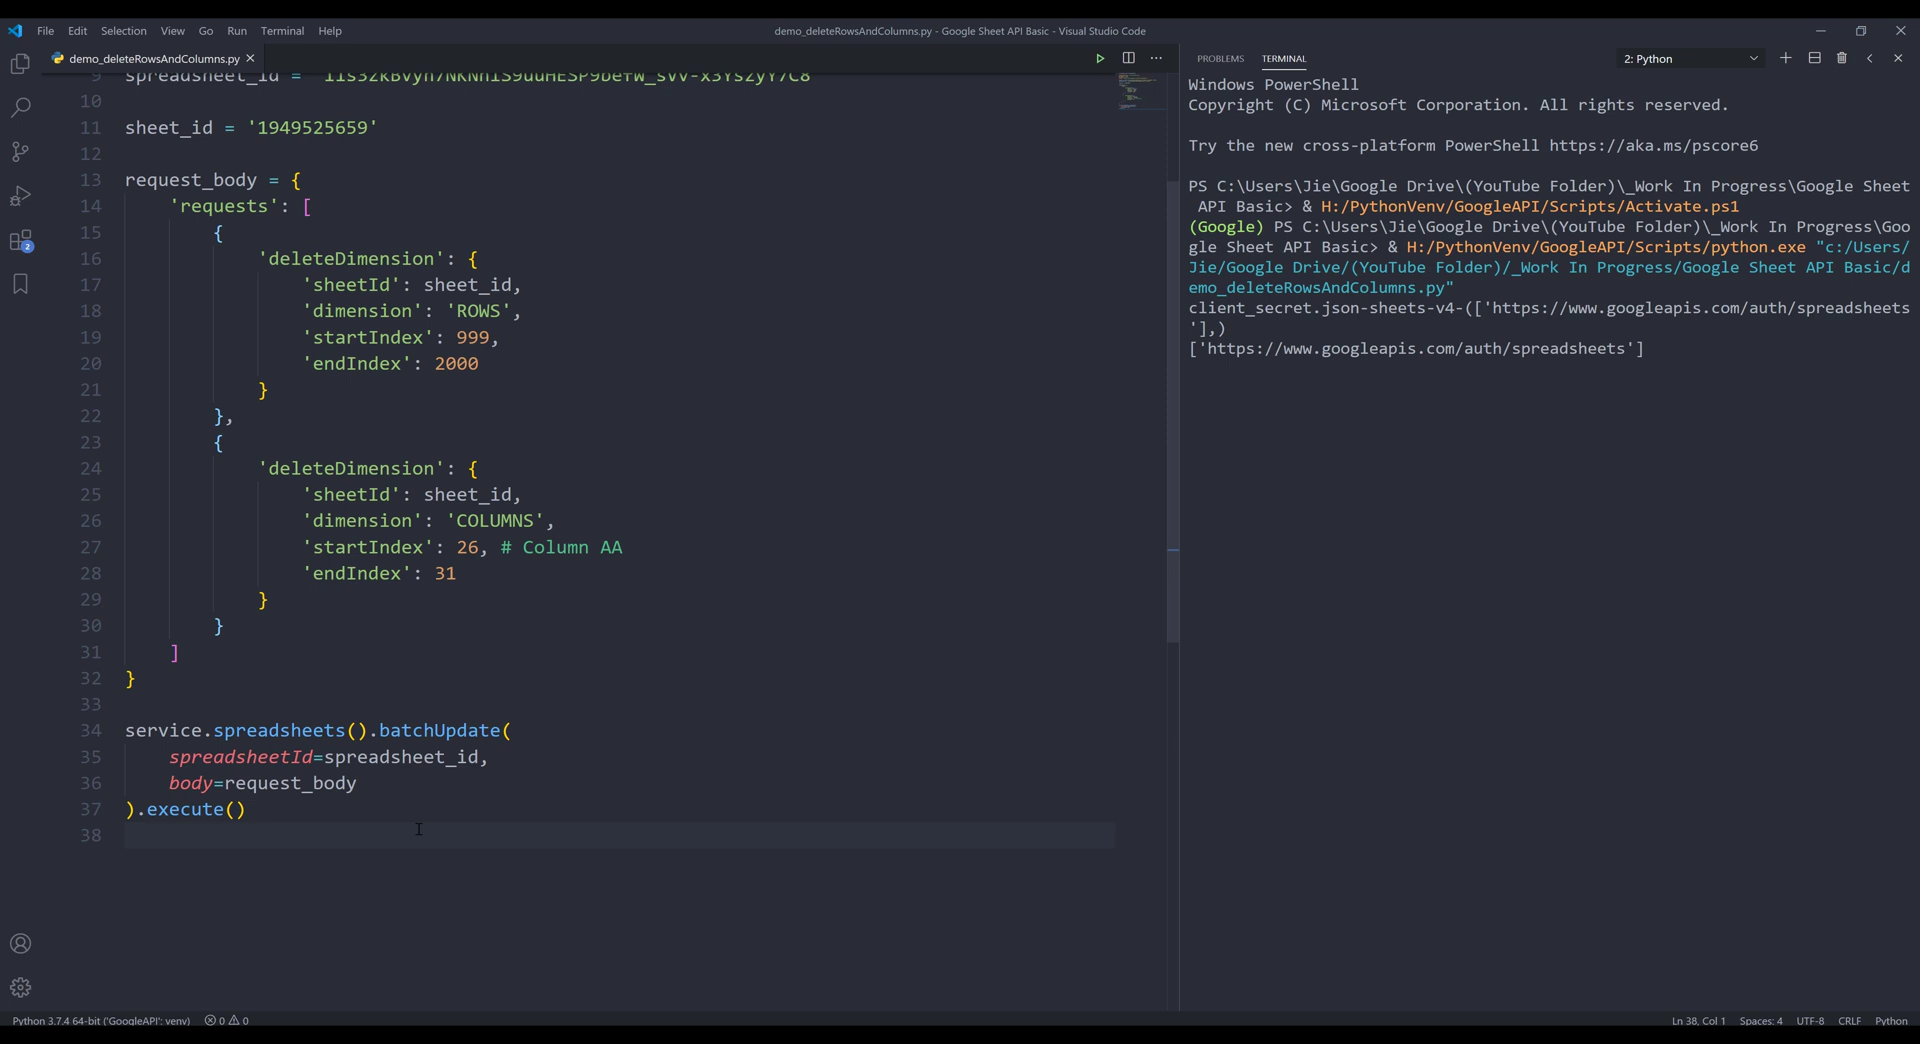 File Edit Selection View Go Run Terminal Help
demo_deleteRowsAndColumns.py - Google Sheet API Basic - Visual Studio Code
demo_deleteRowsAndColumns.py
9 spreadsheet_id =
10
11 sheet_id = '1949525659'
12
13 request_body = {
14 'requests': [
15 {
16 'deleteDimension': {
17 'sheetId': sheet_id,
18 'dimension': 'ROWS',
19 'startIndex': 999,
20 'endIndex': 2000
21 }
22 },
23 {
24 'deleteDimension': {
25 'sheetId': sheet_id,
26 'dimension': 'COLUMNS',
27 'startIndex': 26, # Column AA
28 'endIndex': 31
29 }
30 }
31 ]
32 }
33
34 service.spreadsheets().batchUpdate(
35 spreadsheetId=spreadsheet_id,
36 body=request_body
37 ).execute()
38
PROBLEMS TERMINAL 2: Python
Windows PowerShell
Copyright (C) Microsoft Corporation. All rights reserved.
Try the new cross-platform PowerShell https://aka.ms/pscore6
PS C:\Users\Jie\Google Drive\(YouTube Folder)\_Work In Progress\Google Sheet
API Basic> & H:/PythonVenv/GoogleAPI/Scripts/Activate.ps1
(Google) PS C:\Users\Jie\Google Drive\(YouTube Folder)\_Work In Progress\Goo
gle Sheet API Basic> & H:/PythonVenv/GoogleAPI/Scripts/python.exe "c:/Users/
Jie/Google Drive/(YouTube Folder)/_Work In Progress/Google Sheet API Basic/d
emo_deleteRowsAndColumns.py"
client_secret.json-sheets-v4-(['https://www.googleapis.com/auth/spreadsheets
'],)
['https://www.googleapis.com/auth/spreadsheets']
2
Python 3.7.4 64-bit ('GoogleAPI': venv) 0 0
Ln 38, Col 1 Spaces: 4 UTF-8 CRLF Python